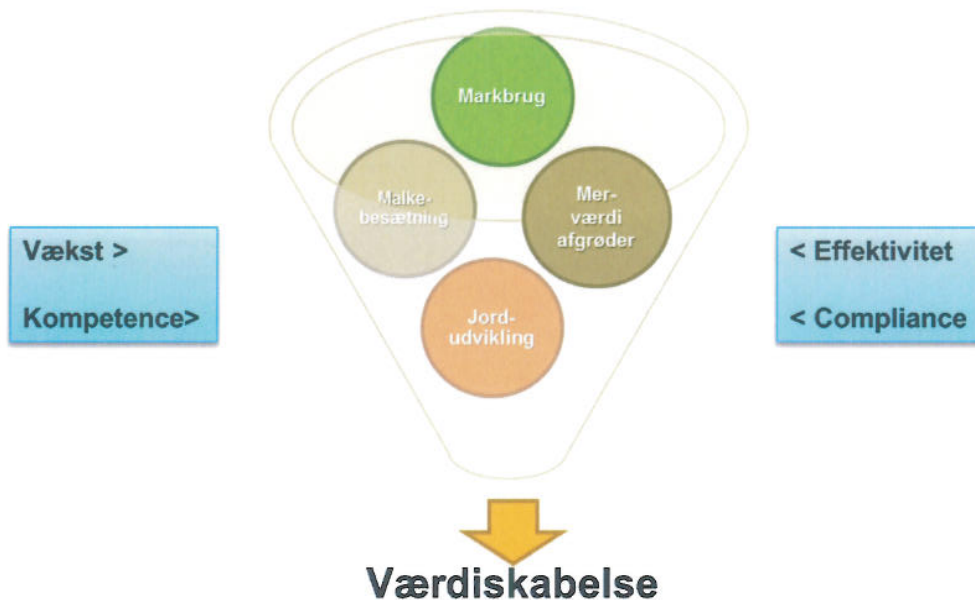 Markbrug
Malke-
besætning
Mer-
værdi
afgrøder
Jord-
udvikling
Vækst >
Kompetence>
< Effektivitet
< Compliance
Værdiskabelse